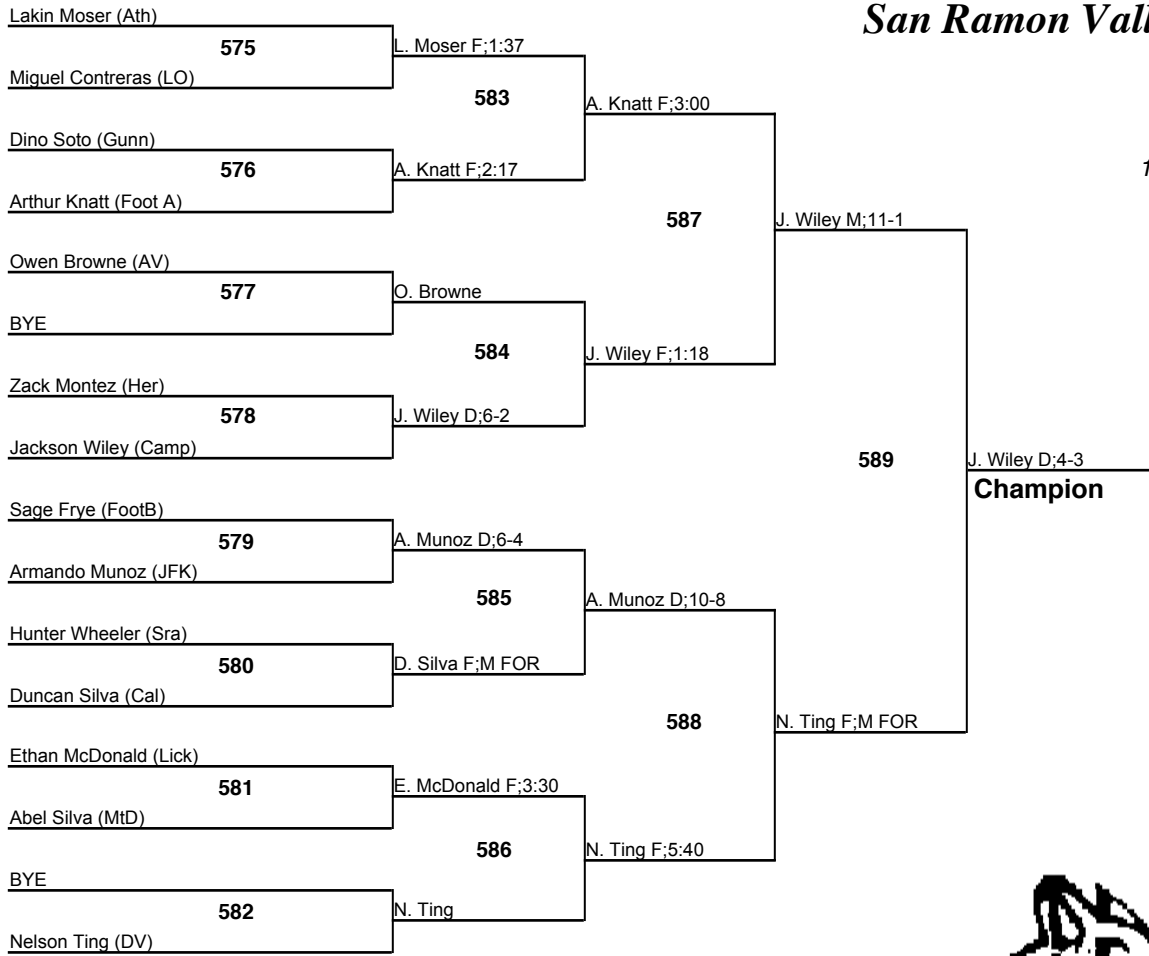 San Ramon Vall
1
Lakin Moser (Ath)
575
Miguel Contreras (LO)
L. Moser F;1:37
583
Dino Soto (Gunn)
576
Arthur Knatt (Foot A)
A. Knatt F;2:17
A. Knatt F;3:00
587
Owen Browne (AV)
577
BYE
O. Browne
584
Zack Montez (Her)
578
Jackson Wiley (Camp)
J. Wiley D;6-2
J. Wiley F;1:18
J. Wiley M;11-1
589
J. Wiley D;4-3
Champion
Sage Frye (FootB)
579
Armando Munoz (JFK)
A. Munoz D;6-4
585
Hunter Wheeler (Sra)
580
Duncan Silva (Cal)
D. Silva F;M FOR
A. Munoz D;10-8
588
N. Ting F;M FOR
Ethan McDonald (Lick)
581
Abel Silva (MtD)
E. McDonald F;3:30
586
BYE
582
Nelson Ting (DV)
N. Ting
N. Ting F;5:40